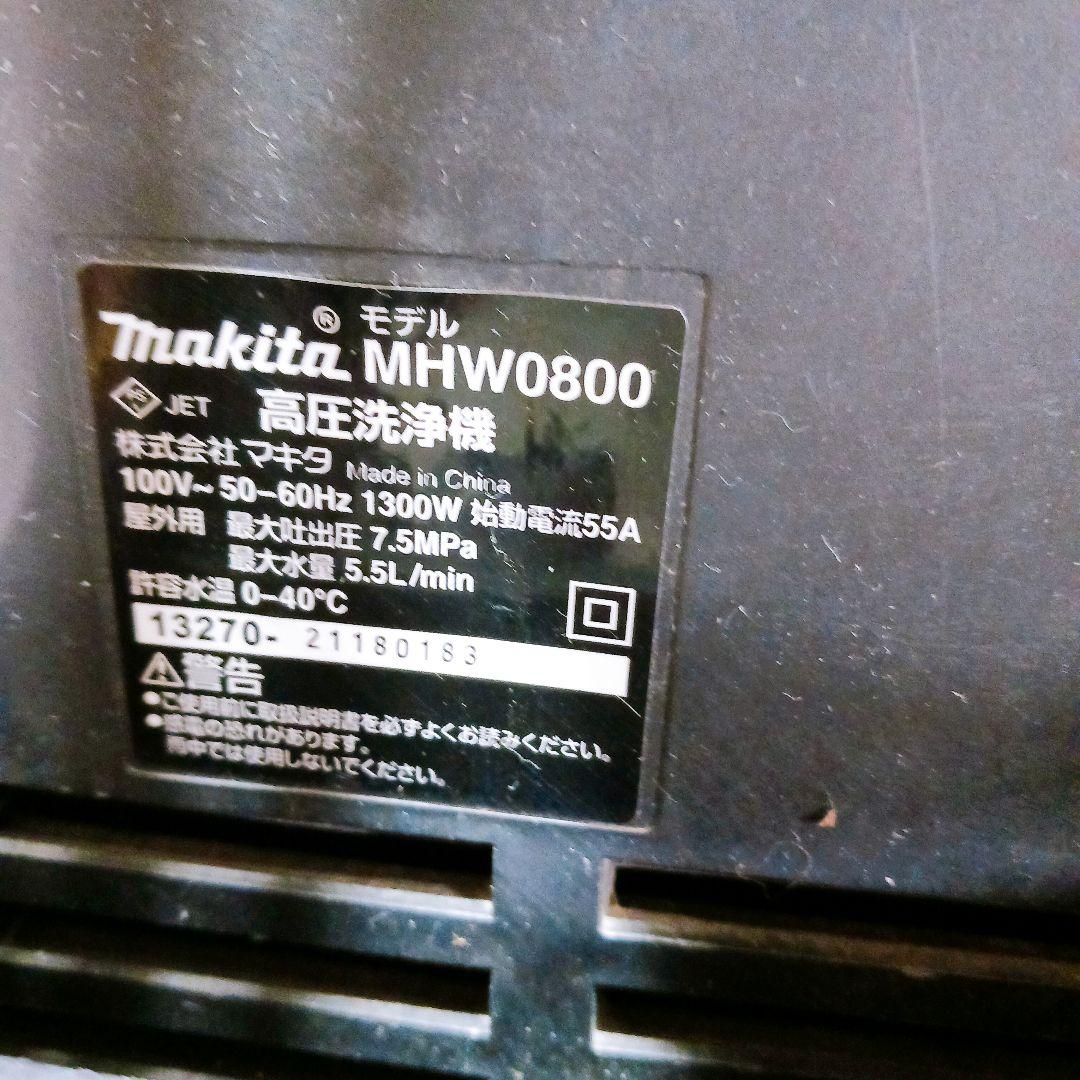 makita® モデル
MHW0800
JET 高圧洗浄機
株式会社マキタ Made in China
100V~ 50-60Hz 1300W 始動電流55A
屋外用 最大吐出圧 7.5MPa
最大水量 5.5L/min
許容水温 0-40°C
13270- 21180183
⚠警告
●ご使用前に取扱説明書を必ずよくお読みください。
●感電の恐れがあります。
雨中では使用しないでください。